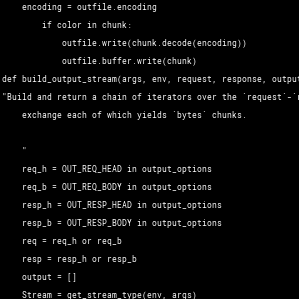 encoding = outfile.encoding
if color in chunk:
outfile.write(chunk.decode(encoding))
outfile.buffer.write(chunk)
def build_output_stream(args, env, request, response, output
"Build and return a chain of iterators over the `request`-`r
exchange each of which yields `bytes` chunks.
"
req_h = OUT_REQ_HEAD in output_options
req_b = OUT_REQ_BODY in output_options
resp_h = OUT_RESP_HEAD in output_options
resp_b = OUT_RESP_BODY in output_options
req = req_h or req_b
resp = resp_h or resp_b
output = []
Stream = get_stream_type(env, args)